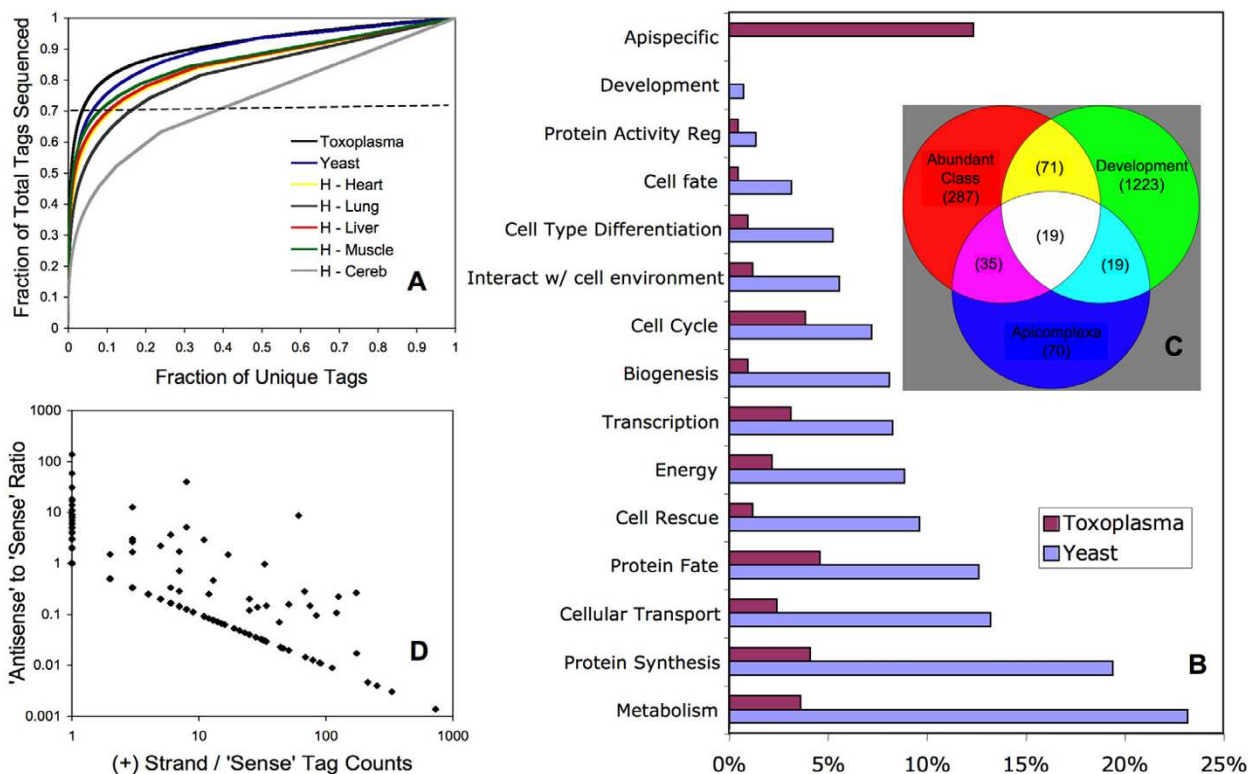 Fraction of Total Tags Sequenced
1
0.9
0.8
0.7
0.6
0.5
0.4
0.3
0.2
0.1
0
0
0.1
0.2
0.3
0.4
0.5
0.6
0.7
0.8
0.9
1
Fraction of Unique Tags
Toxoplasma
Yeast
H - Heart
H - Lung
H - Liver
H - Muscle
H - Cereb
A
Apispecific
Development
Protein Activity Reg
Cell fate
Cell Type Differentiation
Interact w/ cell environment
Cell Cycle
Biogenesis
Transcription
Energy
Cell Rescue
Protein Fate
Cellular Transport
Protein Synthesis
Metabolism
0%
5%
10%
15%
20%
25%
Toxoplasma
Yeast
B
Abundant
Class
(287)
(71)
Development
(1223)
(19)
(35)
(19)
Apicomplexa
(70)
C
'Antisense' to 'Sense' Ratio
1000
100
10
1
0.1
0.01
0.001
1
10
100
1000
(+) Strand / 'Sense' Tag Counts
D